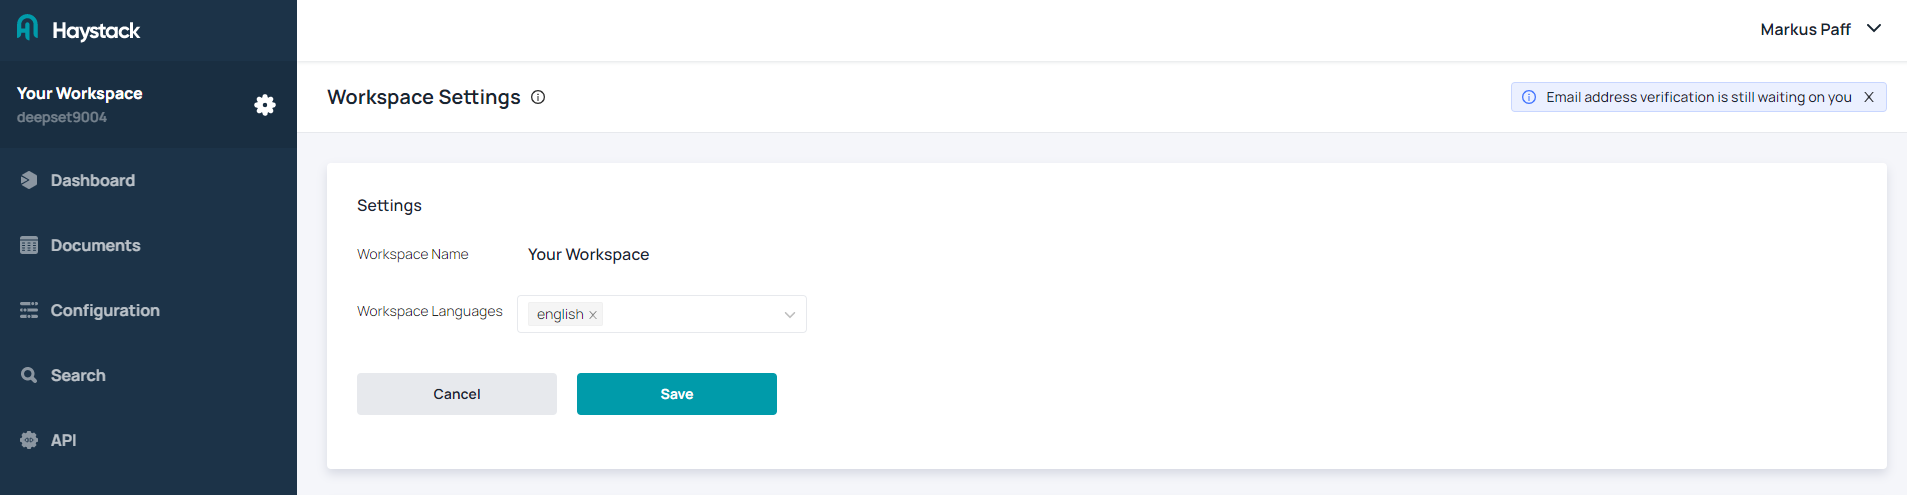 Haystack
Your Workspace
deepset9004
Dashboard
Documents
Configuration
Search
API
Markus Paff
Workspace Settings
Email address verification is still waiting on you X
Settings
Workspace Name Your Workspace
Workspace Languages english x
Cancel Save